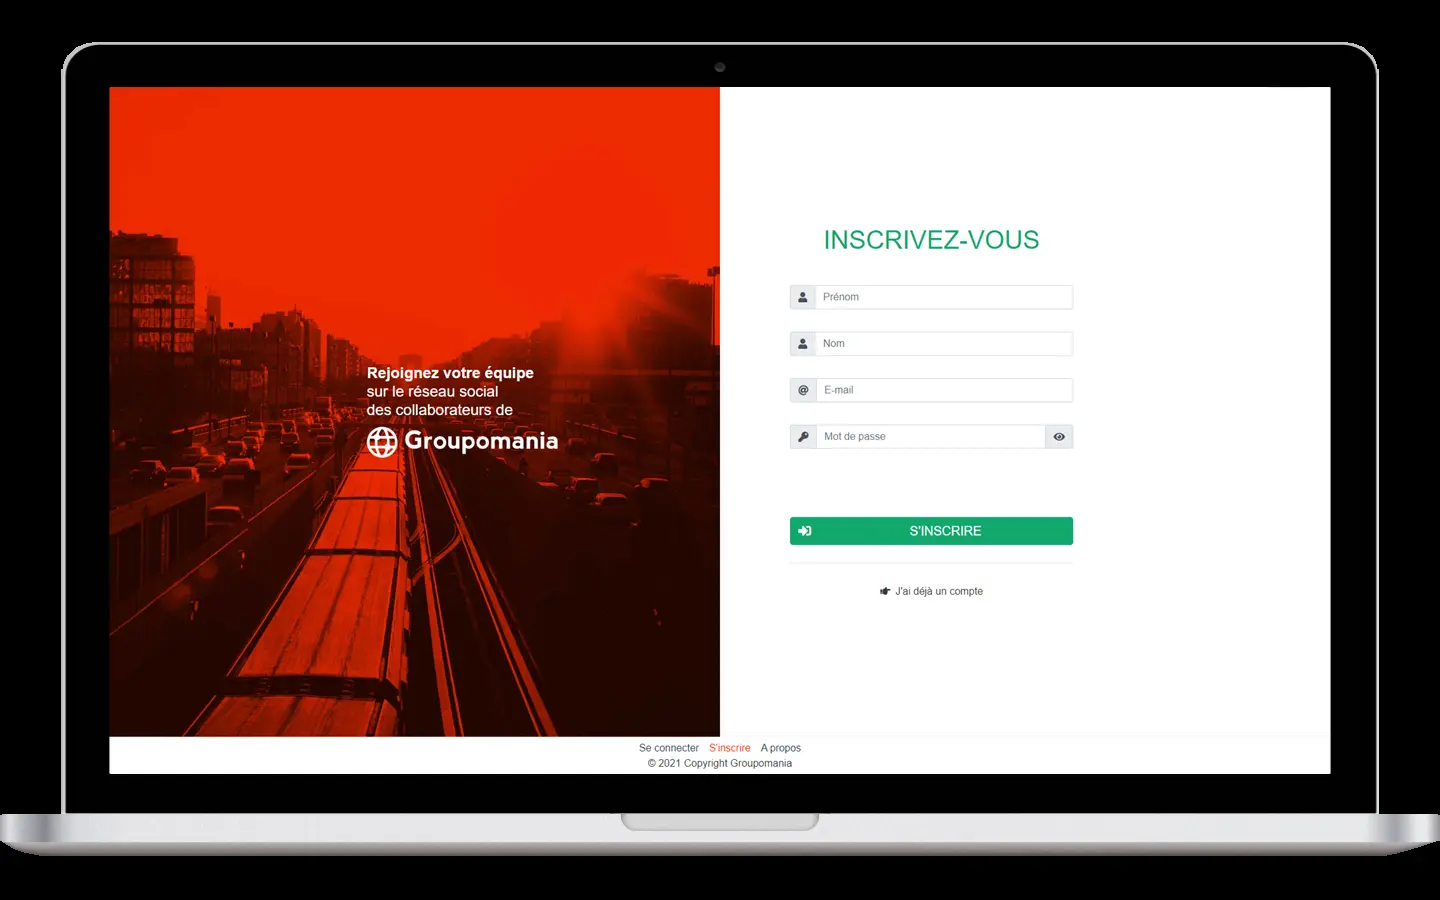 Rejoignez votre équipe
sur le réseau social
des collaborateurs de
Groupomania
INSCRIVEZ-VOUS
Prénom
Nom
@ E-mail
Mot de passe
S'INSCRIRE
J'ai déjà un compte
Se connecter S'inscrire A propos
© 2021 Copyright Groupomania